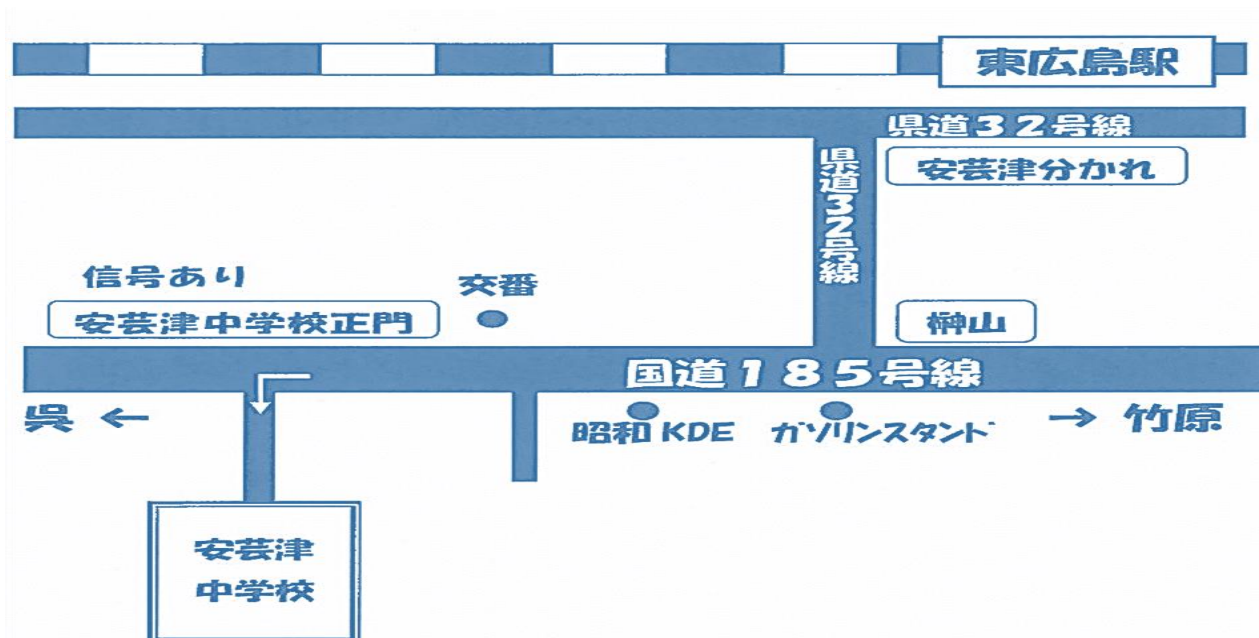 東広島駅
県道32号線
安芸津分かれ
県道32号線
信号あり
交番
安芸津中学校正門
榊山
国道185号線
呉 ←
昭和KDE
ガソリンスタンド
→ 竹原
安芸津
中学校